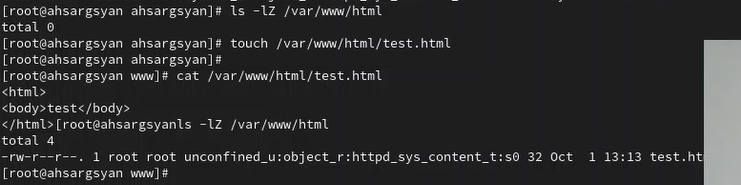 [root@ahsargsyan ahsargsyan]# ls -lZ /var/www/html
total 0
[root@ahsargsyan ahsargsyan]# touch /var/www/html/test.html
[root@ahsargsyan ahsargsyan]#
[root@ahsargsyan www]# cat /var/www/html/test.html
<html>
<body>test</body>
</html>[root@ahsargsyanls -lZ /var/www/html
total 4
-rw-r--r--. 1 root root unconfined_u:object_r:httpd_sys_content_t:s0 32 Oct  1 13:13 test.ht
[root@ahsargsyan www]#